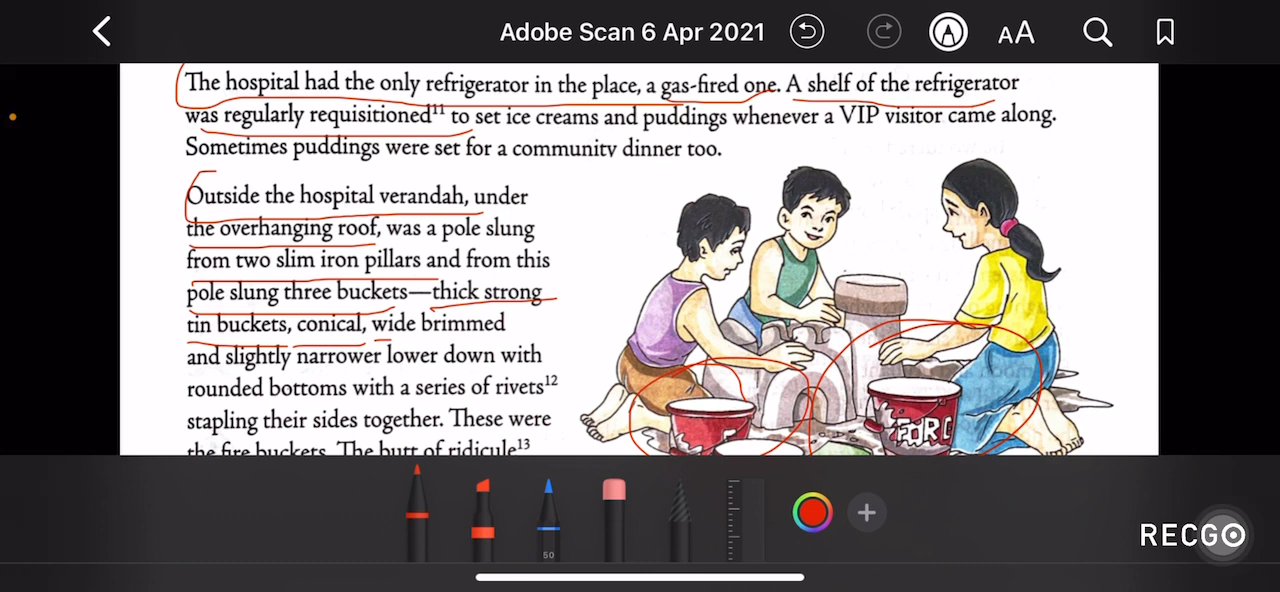 Adobe Scan 6 Apr 2021
AA
The hospital had the only refrigerator in the place, a gas-fired one. A shelf of the refrigerator
was regularly requisitioned¹¹ to set ice creams and puddings whenever a VIP visitor came along.
Sometimes puddings were set for a community dinner too.
Outside the hospital verandah, under
the overhanging roof, was a pole slung
from two slim iron pillars and from this
pole slung three buckets—thick strong
tin buckets, conical, wide brimmed
and slightly narrower lower down with
rounded bottoms with a series of rivets¹²
stapling their sides together. These were
the fire buckets. The butt of ridicule¹³
50
RECGO